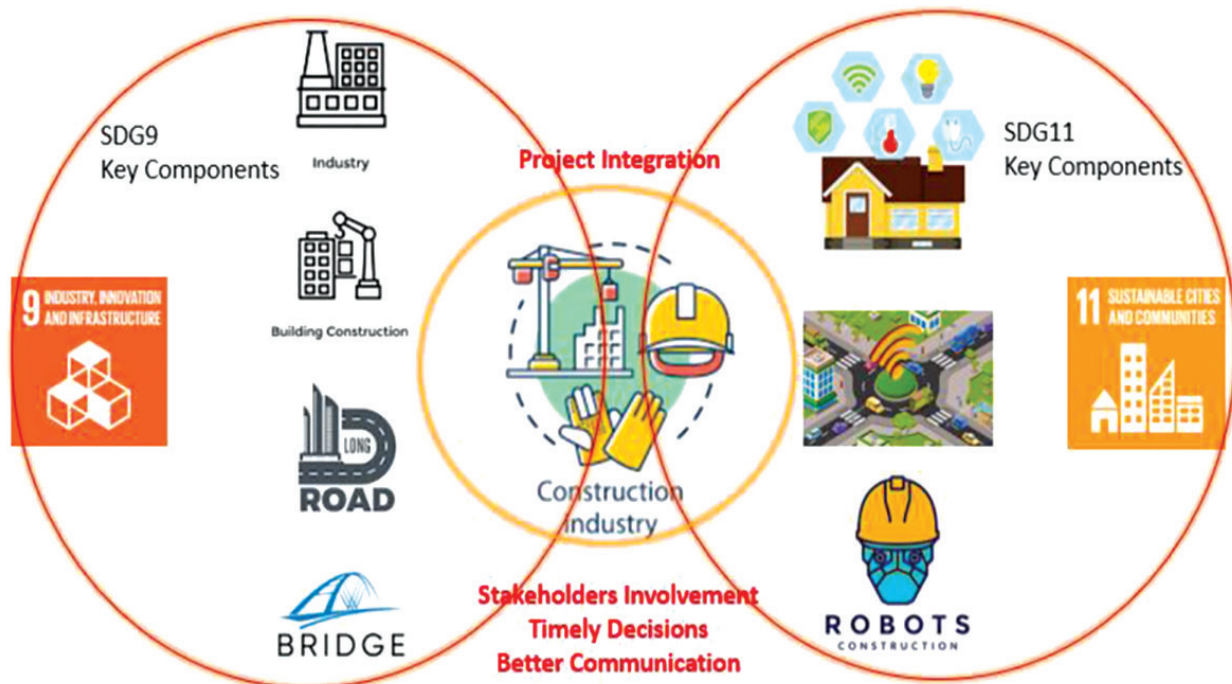 SDG9
Key Components
Industry
9 INDUSTRY, INNOVATION
AND INFRASTRUCTURE
Building Construction
LONG
ROAD
BRIDGE
Project Integration
Construction
Industry
Stakeholders Involvement
Timely Decisions
Better Communication
SDG11
Key Components
11 SUSTAINABLE CITIES
AND COMMUNITIES
ROBOTS
CONSTRUCTION